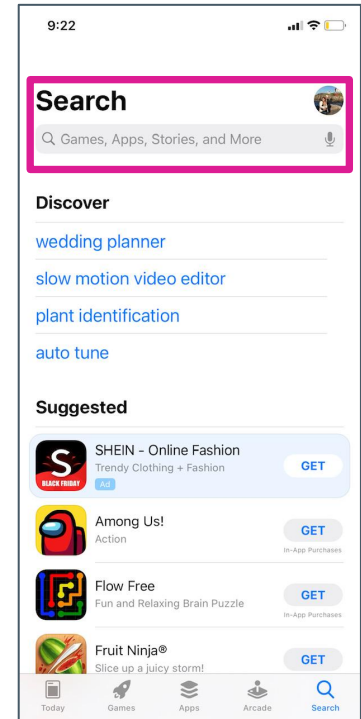 9:22
Search
Games, Apps, Stories, and More
Discover
wedding planner
slow motion video editor
plant identification
auto tune
Suggested
S
BLACK FRIDAY
SHEIN - Online Fashion
Trendy Clothing + Fashion
Ad
GET
Among Us!
Action
GET
In-App Purchases
Flow Free
Fun and Relaxing Brain Puzzle
GET
In-App Purchases
Fruit Ninja®
Slice up a juicy storm!
GET
Today Games Apps Arcade Search